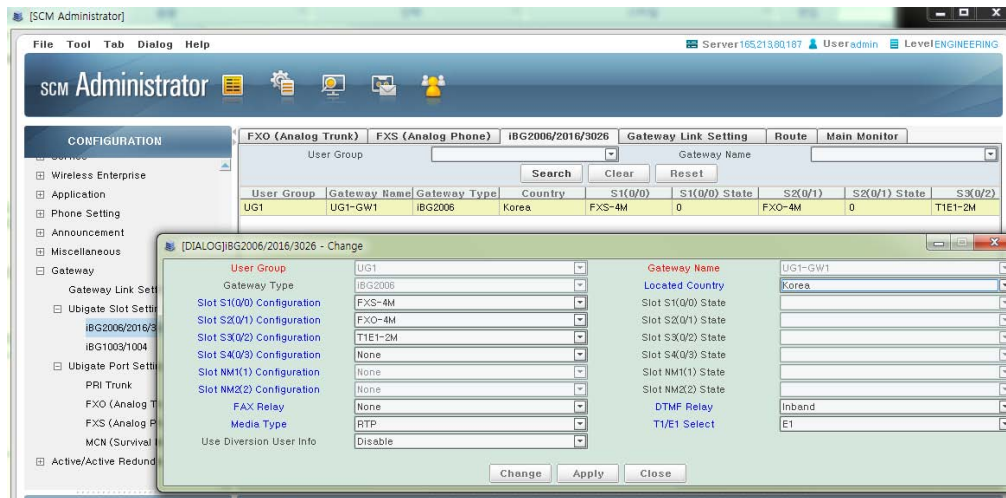 [SCM Administrator]
File Tool Tab Dialog Help
Server 165,213,80,187 User admin Level ENGINEERING
SCM Administrator
CONFIGURATION
Wireless Enterprise
Application
Phone Setting
Announcement
Miscellaneous
Gateway
Gateway Link Sett
Ubigate Slot Settin
iBG2006/2016/3
iBG1003/1004
Ubigate Port Settin
PRI Trunk
FXO (Analog T
FXS (Analog P
MCN (Survival
Active/Active Redund
FXO (Analog Trunk) FXS (Analog Phone) iBG2006/2016/3026 Gateway Link Setting Route Main Monitor
User Group Gateway Name
Search Clear Reset
User Group Gateway Name Gateway Type Country S1(0/0) S1(0/0) State S2(0/1) S2(0/1) State S3(0/2)
UG1 UG1-GW1 iBG2006 Korea FXS-4M 0 FXO-4M 0 T1E1-2M
[DIALOG]iBG2006/2016/3026 - Change
User Group UG1 Gateway Name UG1-GW1
Gateway Type iBG2006 Located Country Korea
Slot S1(0/0) Configuration FXS-4M Slot S1(0/0) State
Slot S2(0/1) Configuration FXO-4M Slot S2(0/1) State
Slot S3(0/2) Configuration T1E1-2M Slot S3(0/2) State
Slot S4(0/3) Configuration None Slot S4(0/3) State
Slot NM1(1) Configuration None Slot NM1(1) State
Slot NM2(2) Configuration None Slot NM2(2) State
FAX Relay None DTMF Relay Inband
Media Type RTP T1/E1 Select E1
Use Diversion User Info Disable
Change Apply Close